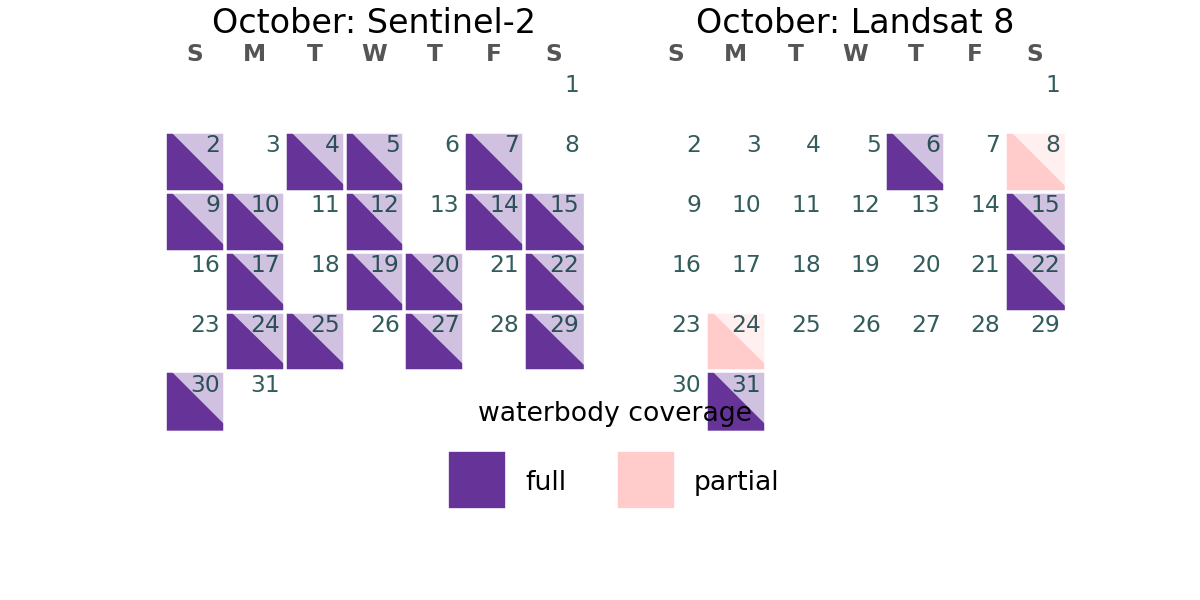 October: Sentinel-2
S M T W T F S
1
2 3 4 5 6 7 8
9 10 11 12 13 14 15
16 17 18 19 20 21 22
23 24 25 26 27 28 29
30 31
October: Landsat 8
S M T W T F S
1
2 3 4 5 6 7 8
9 10 11 12 13 14 15
16 17 18 19 20 21 22
23 24 25 26 27 28 29
30 31
waterbody coverage
full partial